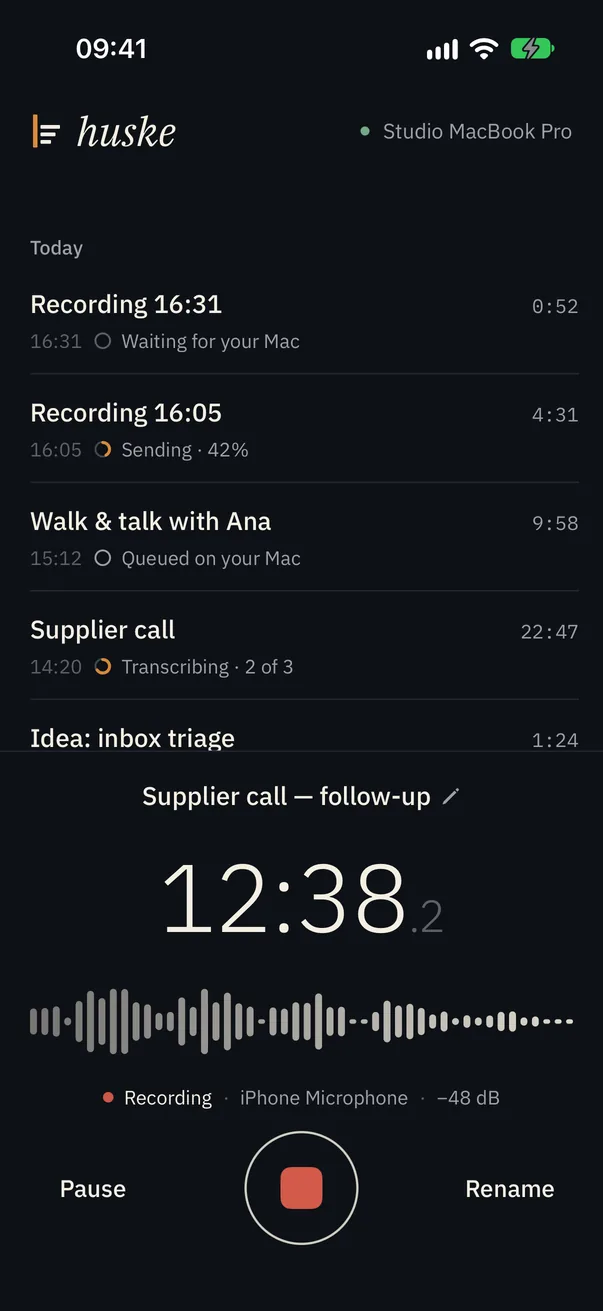 09:41
huske
Studio MacBook Pro
Today
Recording 16:31
0:52
16:31 Waiting for your Mac
Recording 16:05
4:31
16:05 Sending · 42%
Walk & talk with Ana
9:58
15:12 Queued on your Mac
Supplier call
22:47
14:20 Transcribing · 2 of 3
Idea: inbox triage
1:24
Supplier call — follow-up
12:38.2
Recording · iPhone Microphone · −48 dB
Pause
Rename